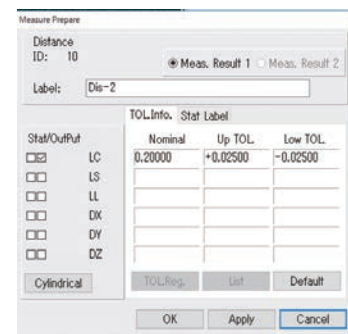 Measure Prepare
Distance
ID: 10
Meas. Result 1 Meas. Result 2
Label: Dis-2
TOL.Info. Stat Label
Stat/OutPut Nominal Up TOL. Low TOL.
LC 0.20000 +0.02500 -0.02500
LS
LL
DX
DY
DZ
Cylindrical TOL.Reg. List Default
OK Apply Cancel